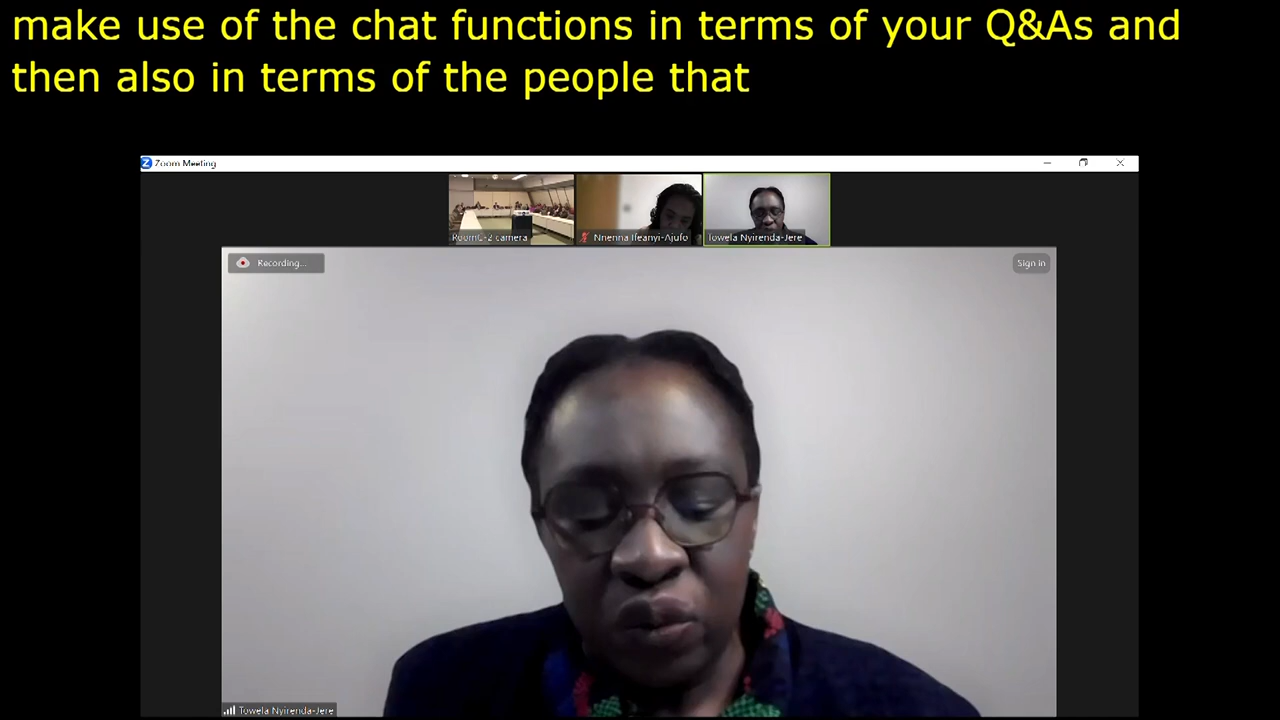 make use of the chat functions in terms of your Q&As and
then also in terms of the people that
Zoom Meeting
RoomC-2 camera
Nnenna Ifeanyi-Ajufo
Towela Nyirenda-Jere
Recording...
Sign in
Towela Nyirenda-Jere